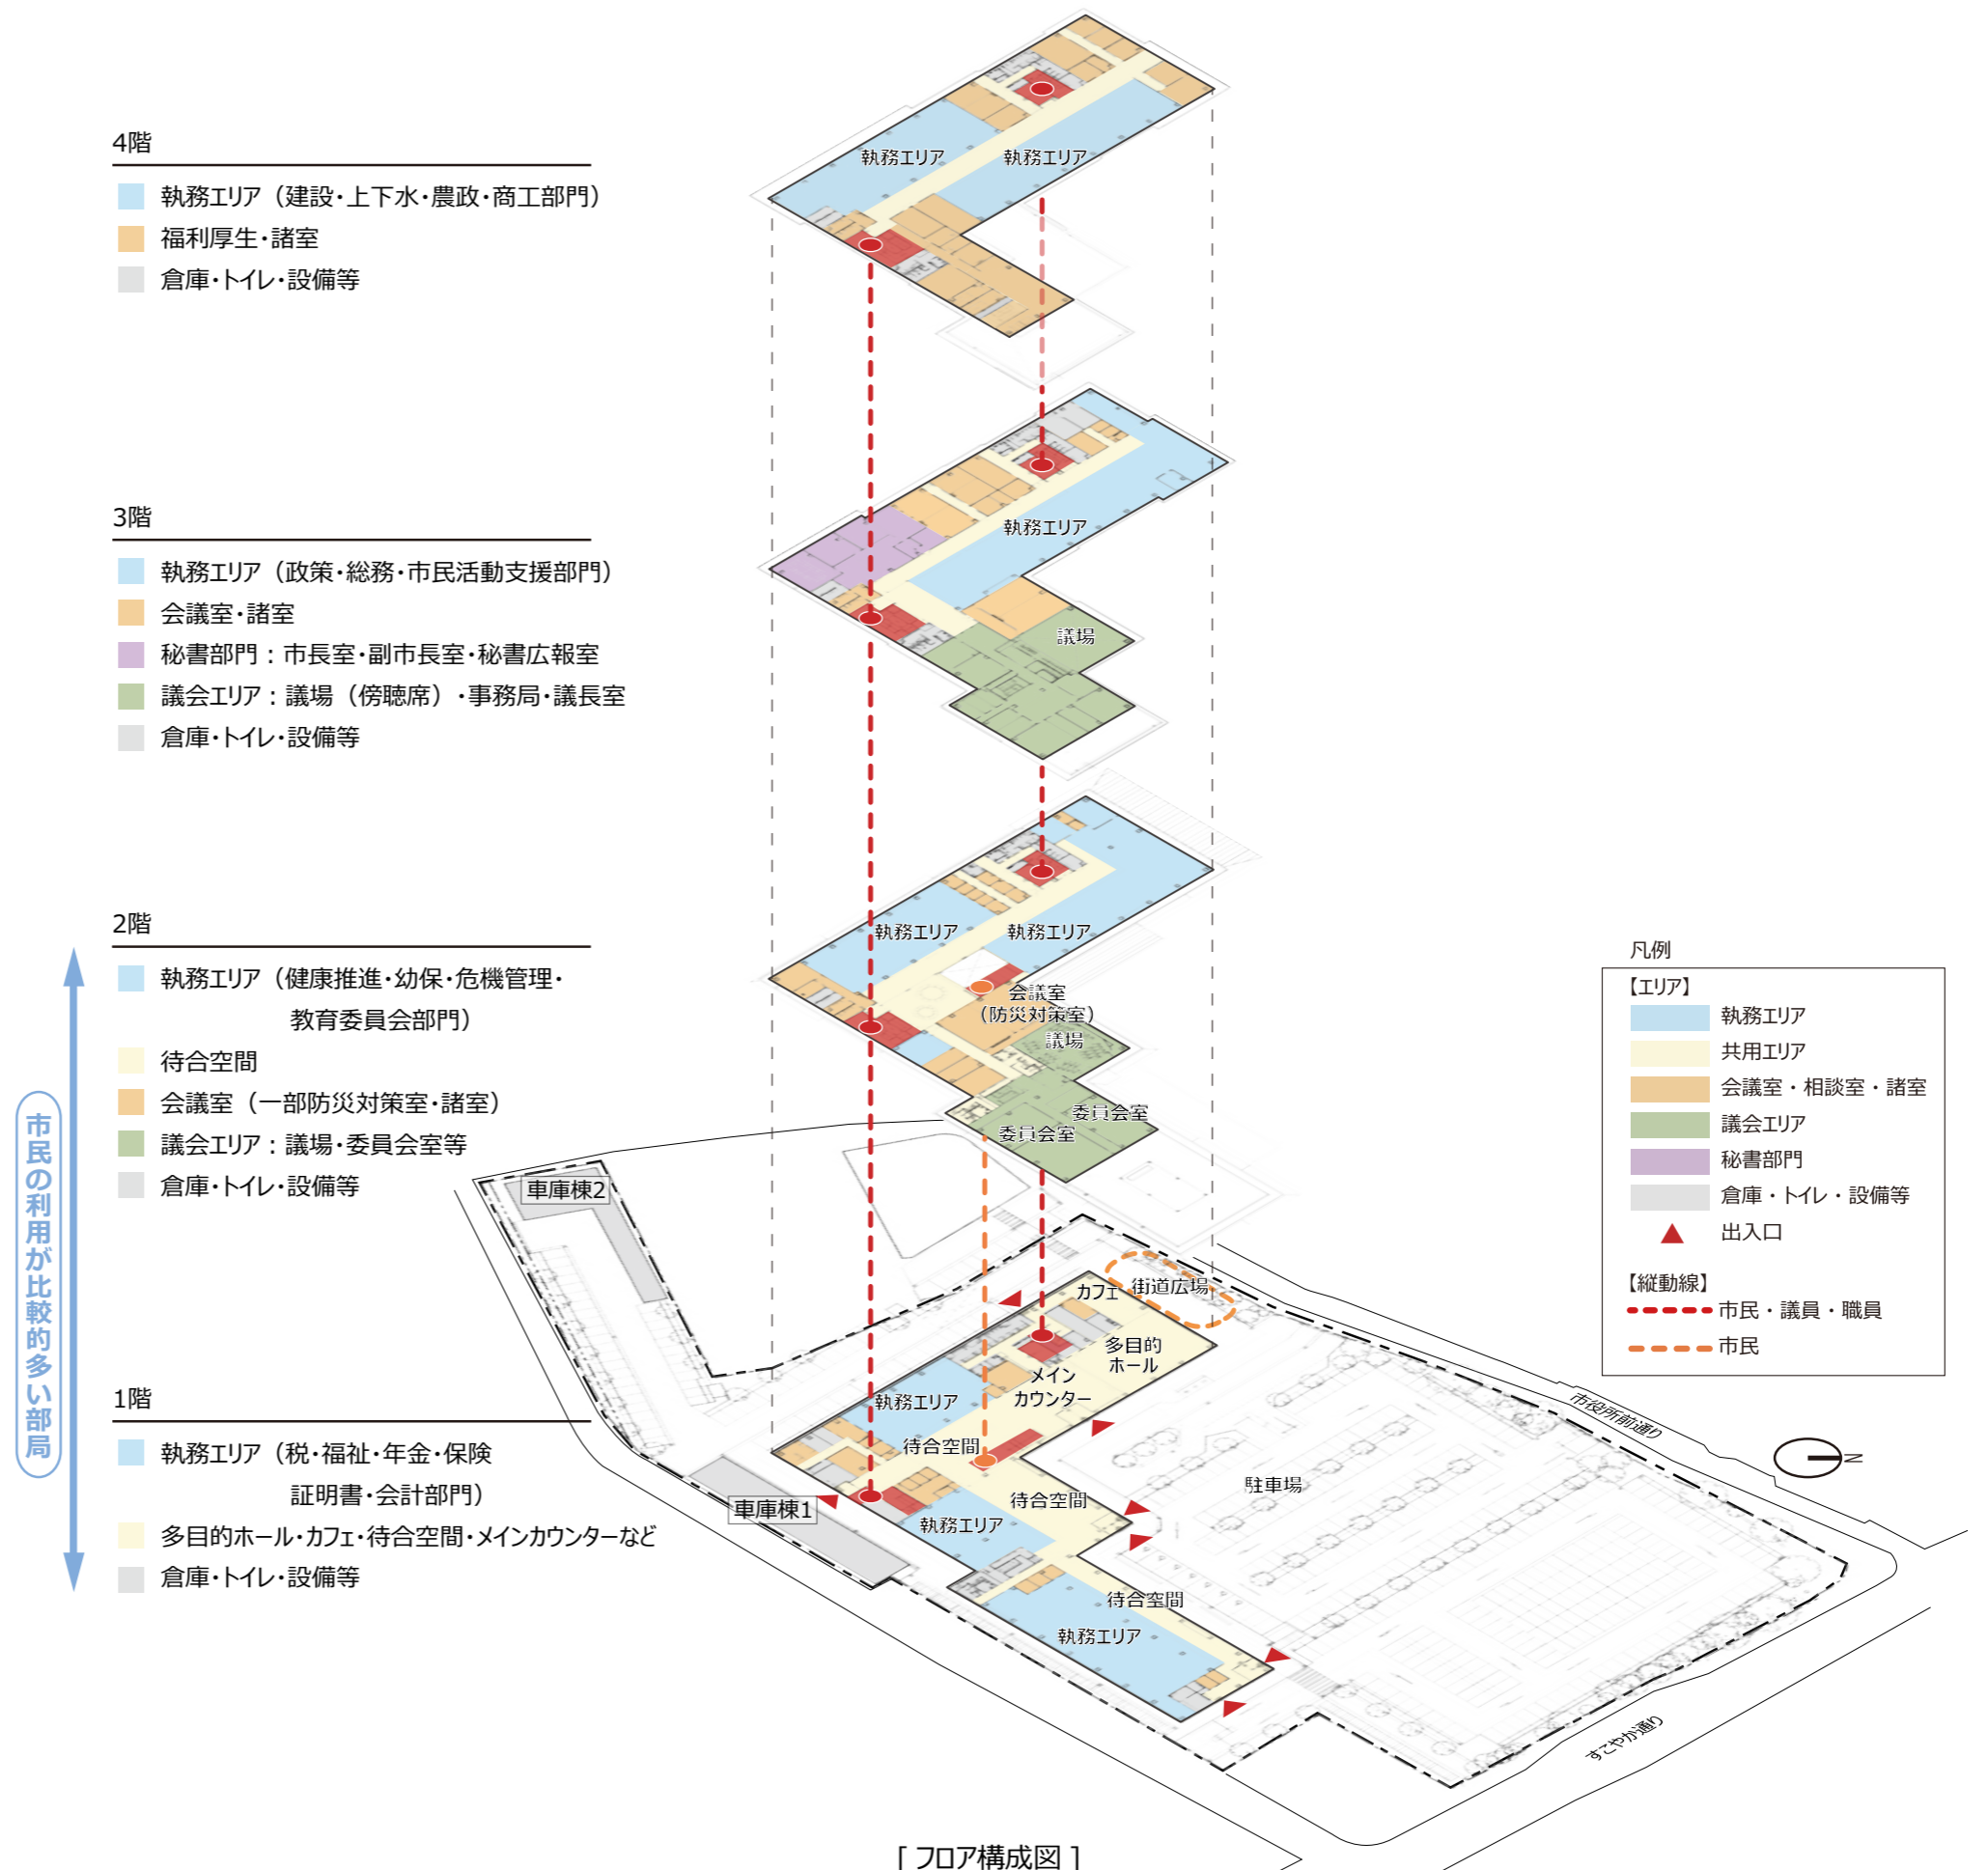 4階
執務エリア（建設・上下水・農政・商工部門）
福利厚生・諸室
倉庫・トイレ・設備等
執務エリア
執務エリア
3階
執務エリア（政策・総務・市民活動支援部門）
会議室・諸室
秘書部門：市長室・副市長室・秘書広報室
議会エリア：議場（傍聴席）・事務局・議長室
倉庫・トイレ・設備等
執務エリア
議場
2階
執務エリア（健康推進・幼保・危機管理・
教育委員会部門）
待合空間
会議室（一部防災対策室・諸室）
議会エリア：議場・委員会室等
倉庫・トイレ・設備等
執務エリア
執務エリア
会議室
（防災対策室）
議場
委員会室
委員会室
市民の利用が比較的多い部局
1階
執務エリア（税・福祉・年金・保険
証明書・会計部門）
多目的ホール・カフェ・待合空間・メインカウンターなど
倉庫・トイレ・設備等
車庫棟2
カフェ
街道広場
多目的
ホール
メイン
カウンター
執務エリア
待合空間
待合空間
車庫棟1
執務エリア
待合空間
執務エリア
駐車場
市役所前通り
すこやか通り
N
凡例
【エリア】
執務エリア
共用エリア
会議室・相談室・諸室
議会エリア
秘書部門
倉庫・トイレ・設備等
出入口
【縦動線】
市民・議員・職員
市民
[ フロア構成図 ]